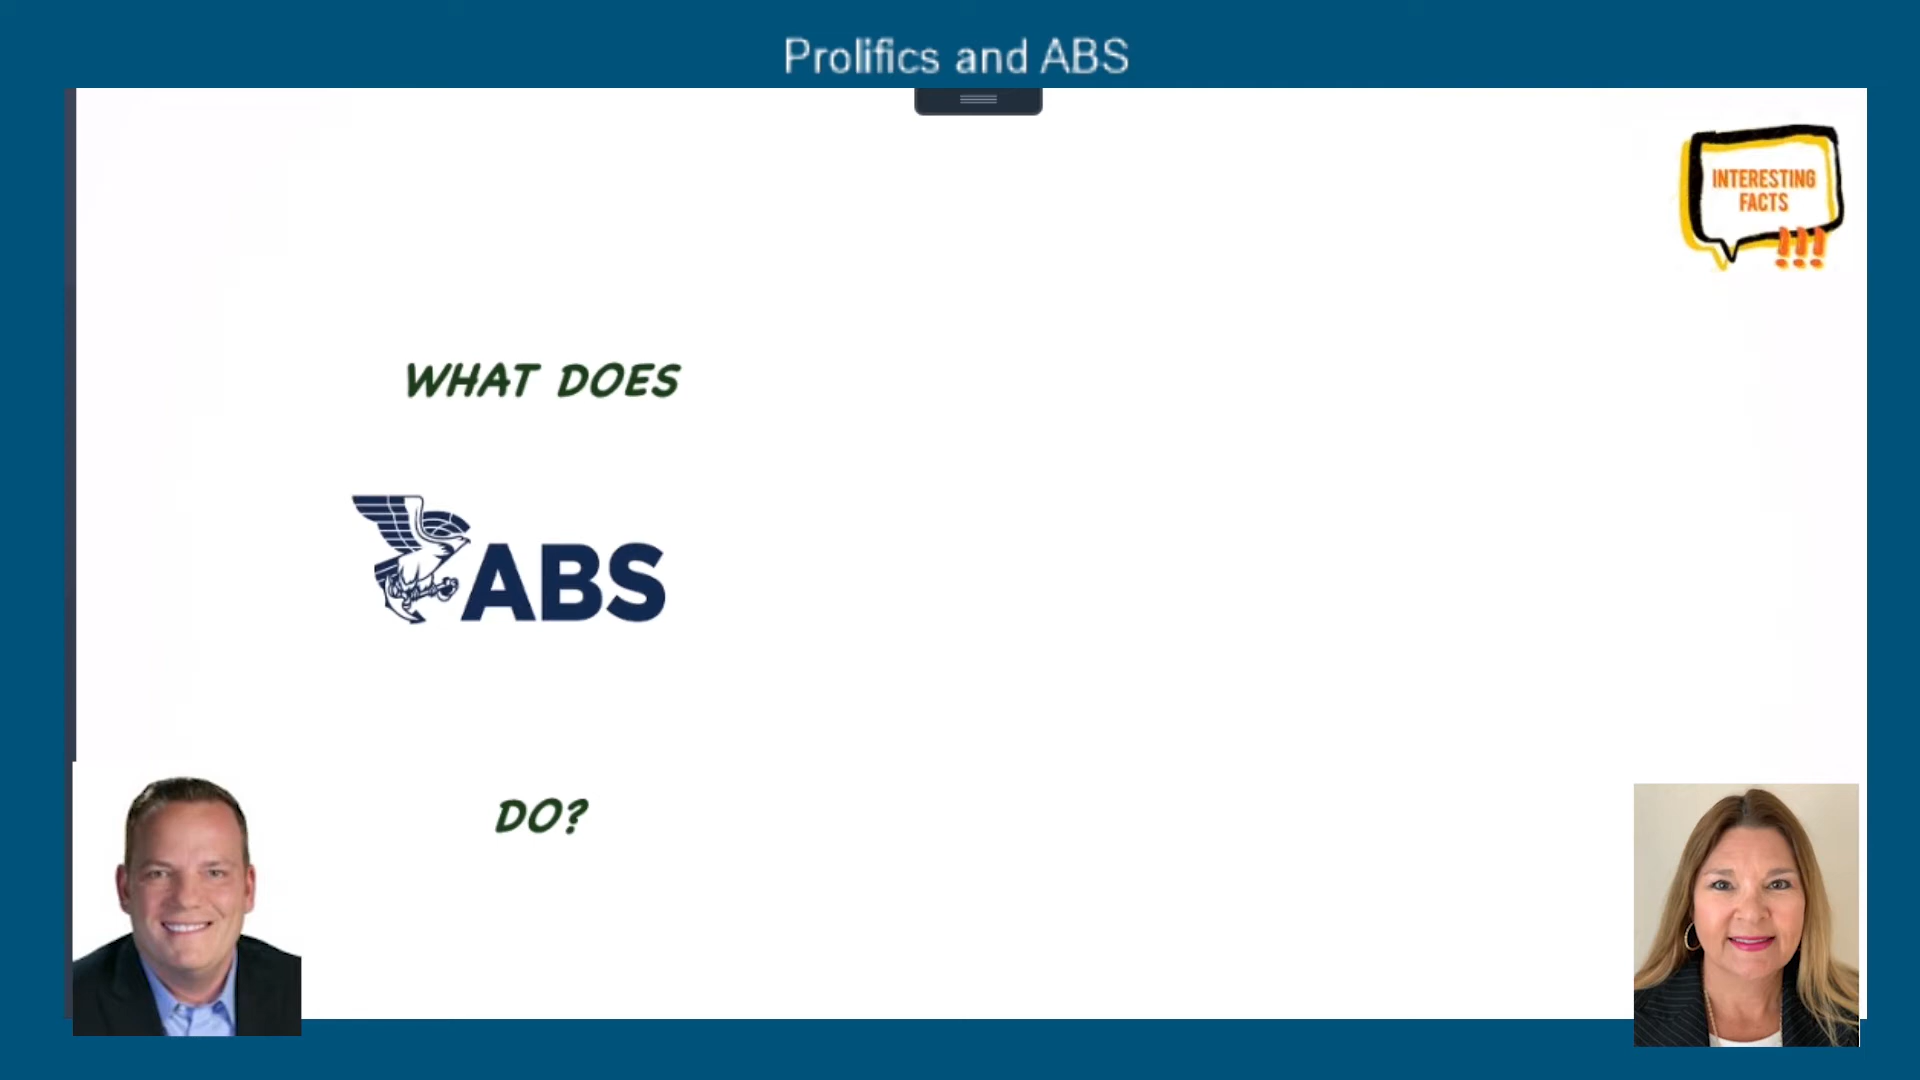 Prolifics and ABS
INTERESTING
FACTS
!!!
WHAT DOES
ABS
DO?